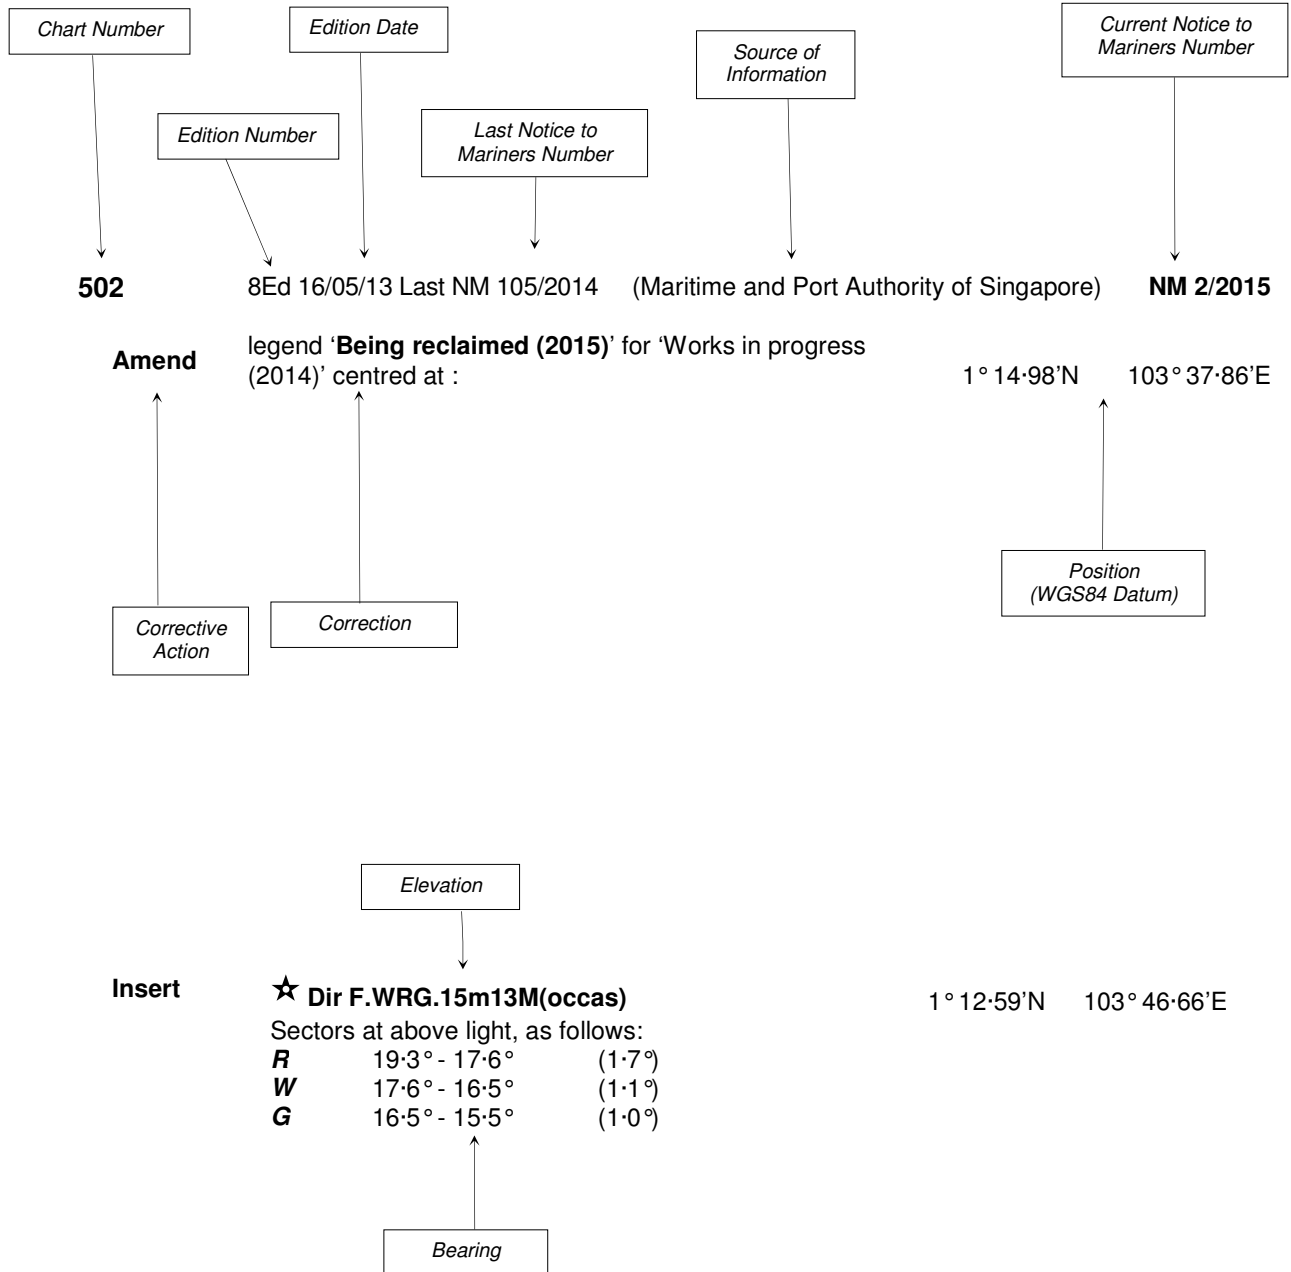 Chart Number
Edition Date
Source of
Information
Current Notice to
Mariners Number
Edition Number
Last Notice to
Mariners Number
502 8Ed 16/05/13 Last NM 105/2014 (Maritime and Port Authority of Singapore) NM 2/2015
Amend legend ‘Being reclaimed (2015)’ for ‘Works in progress
(2014)’ centred at : 1° 14·98’N 103° 37·86’E
Position
(WGS84 Datum)
Corrective
Action
Correction
Elevation
Insert Dir F.WRG.15m13M(occas) 1° 12·59’N 103° 46·66’E
Sectors at above light, as follows:
R 19·3° - 17·6° (1·7°)
W 17·6° - 16·5° (1·1°)
G 16·5° - 15·5° (1·0°)
Bearing